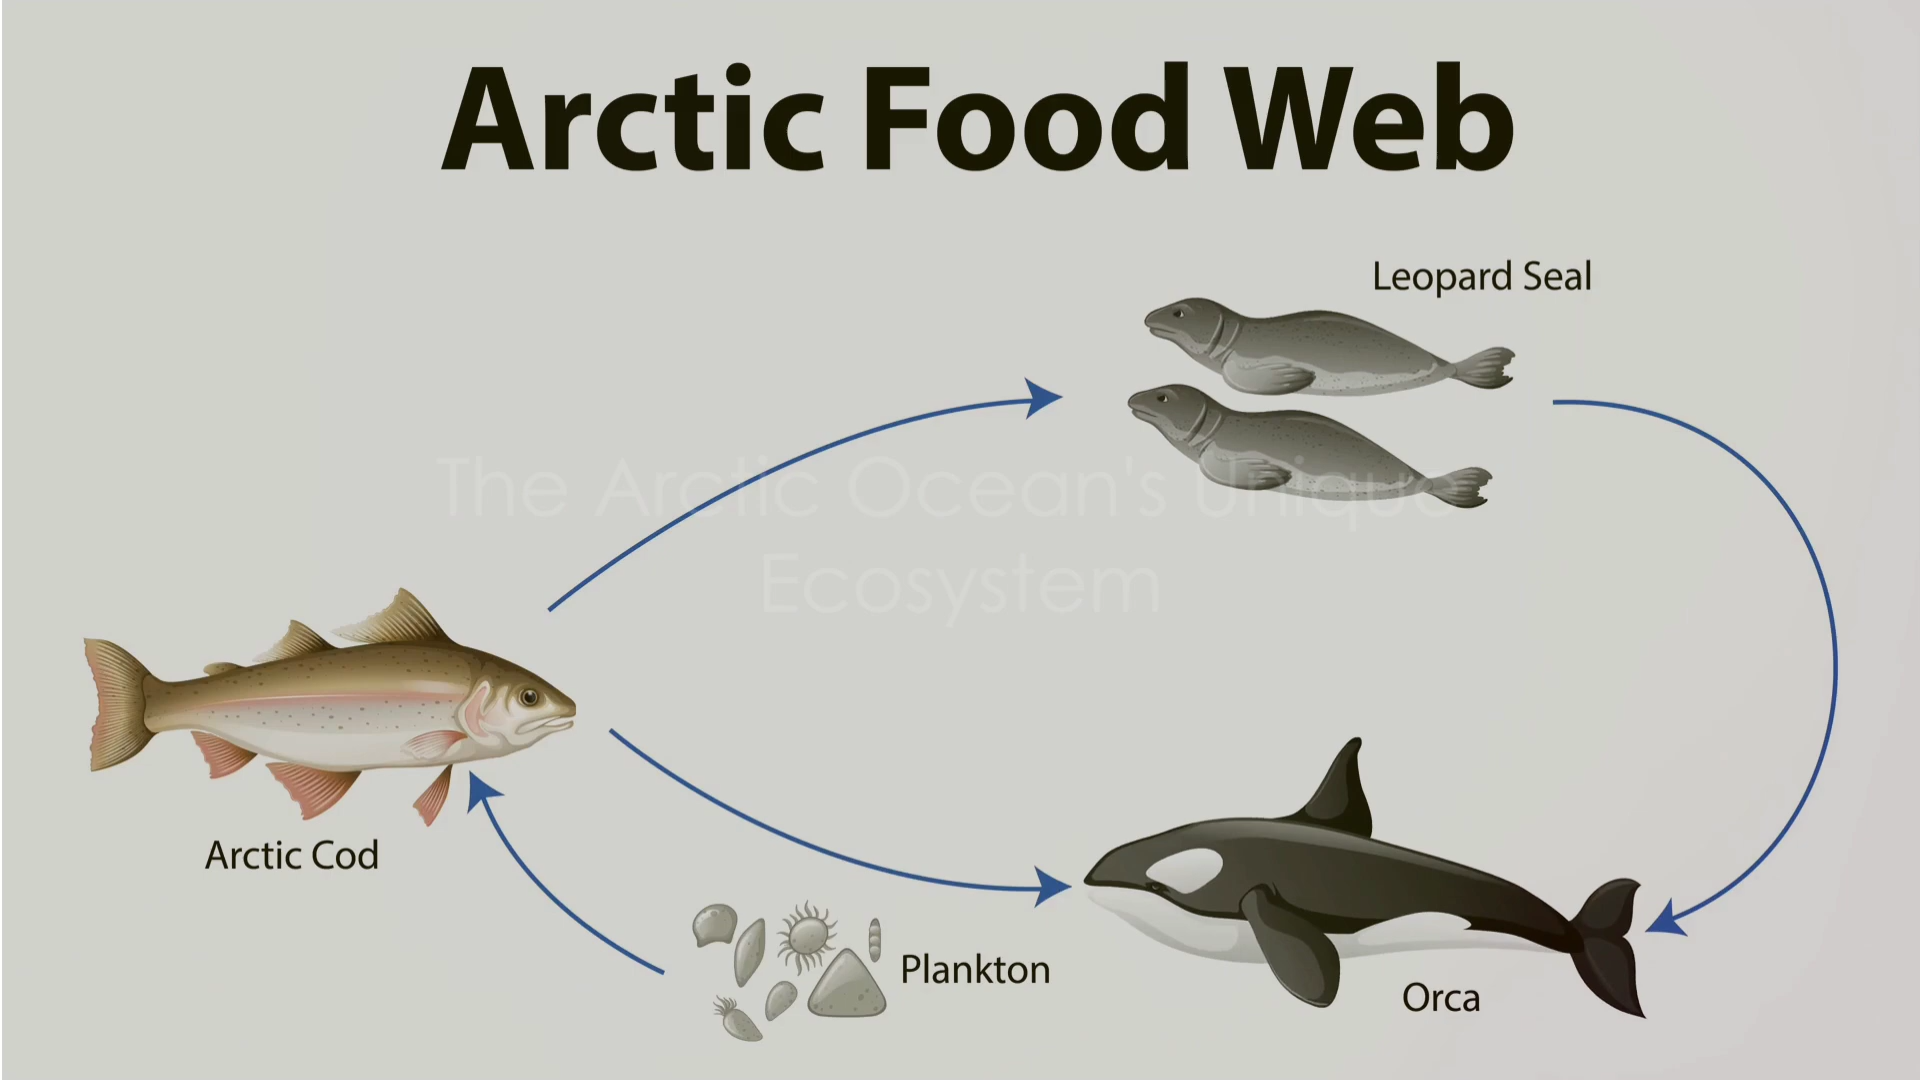 Arctic Food Web
Leopard Seal
The Arctic Ocean's Unique
Ecosystem
Arctic Cod
Plankton
Orca